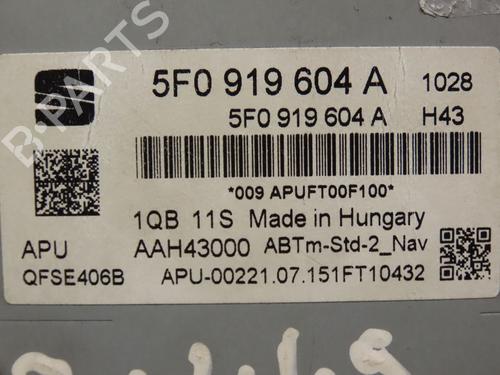 B-PARTS
5F0 919 604 A 1028
5F0 919 604 A H43
*009 APUFT00F100*
1QB 11S Made in Hungary
APU AAH43000 ABTm-Std-2_Nav
QFSE406B APU-00221.07.151FT10432